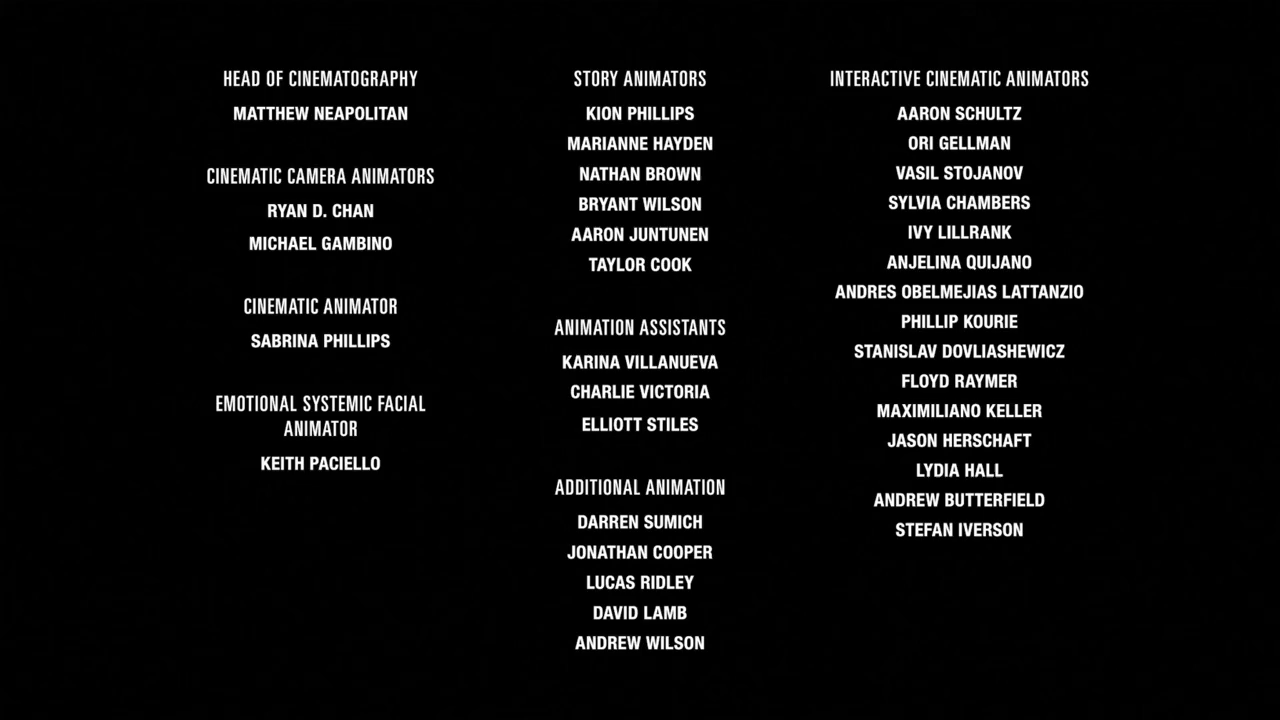 HEAD OF CINEMATOGRAPHY
MATTHEW NEAPOLITAN
CINEMATIC CAMERA ANIMATORS
RYAN D. CHAN
MICHAEL GAMBINO
CINEMATIC ANIMATOR
SABRINA PHILLIPS
EMOTIONAL SYSTEMIC FACIAL
ANIMATOR
KEITH PACIELLO
STORY ANIMATORS
KION PHILLIPS
MARIANNE HAYDEN
NATHAN BROWN
BRYANT WILSON
AARON JUNTUNEN
TAYLOR COOK
ANIMATION ASSISTANTS
KARINA VILLANUEVA
CHARLIE VICTORIA
ELLIOTT STILES
ADDITIONAL ANIMATION
DARREN SUMICH
JONATHAN COOPER
LUCAS RIDLEY
DAVID LAMB
ANDREW WILSON
INTERACTIVE CINEMATIC ANIMATORS
AARON SCHULTZ
ORI GELLMAN
VASIL STOJANOV
SYLVIA CHAMBERS
IVY LILLRANK
ANJELINA QUIJANO
ANDRES OBELMEJIAS LATTANZIO
PHILLIP KOURIE
STANISLAV DOVLIASHEWICZ
FLOYD RAYMER
MAXIMILIANO KELLER
JASON HERSCHAFT
LYDIA HALL
ANDREW BUTTERFIELD
STEFAN IVERSON